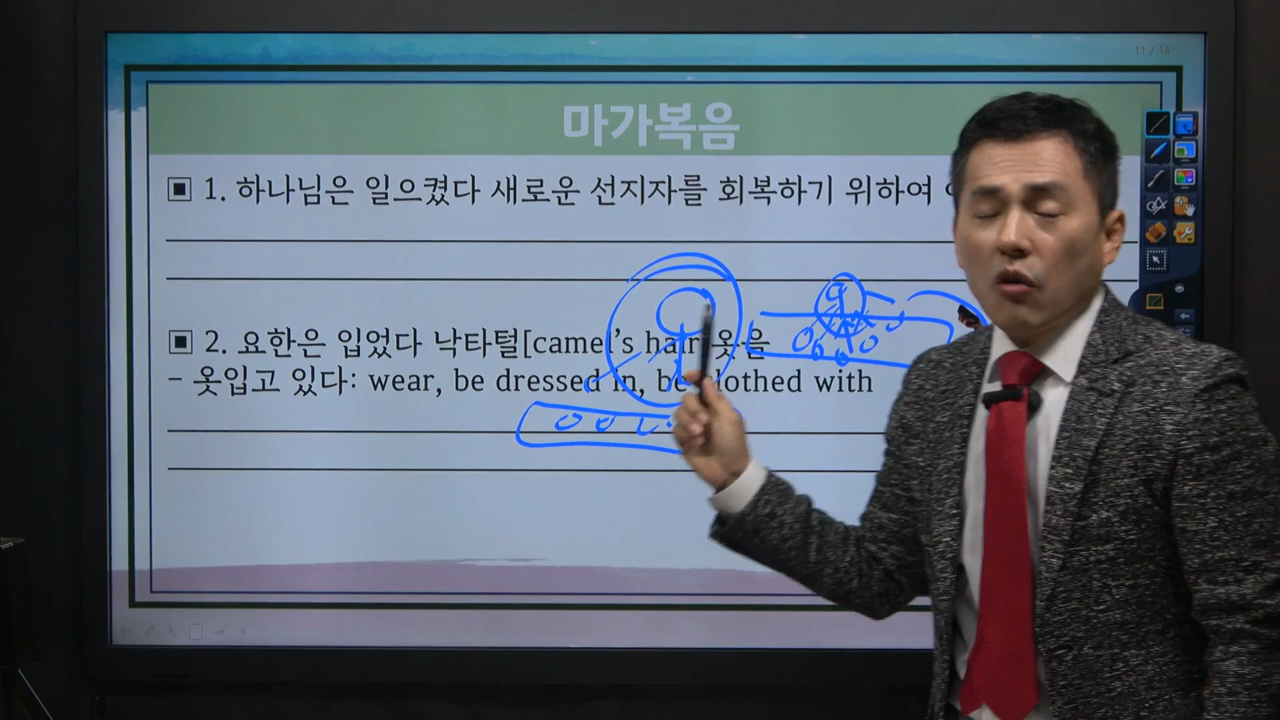 11 / 14
마가복음
▣ 1. 하나님은 일으켰다 새로운 선지자를 회복하기 위하여
▣ 2. 요한은 입었다 낙타털[camel's hair] 옷을
- 옷입고 있다: wear, be dressed in, be clothed with